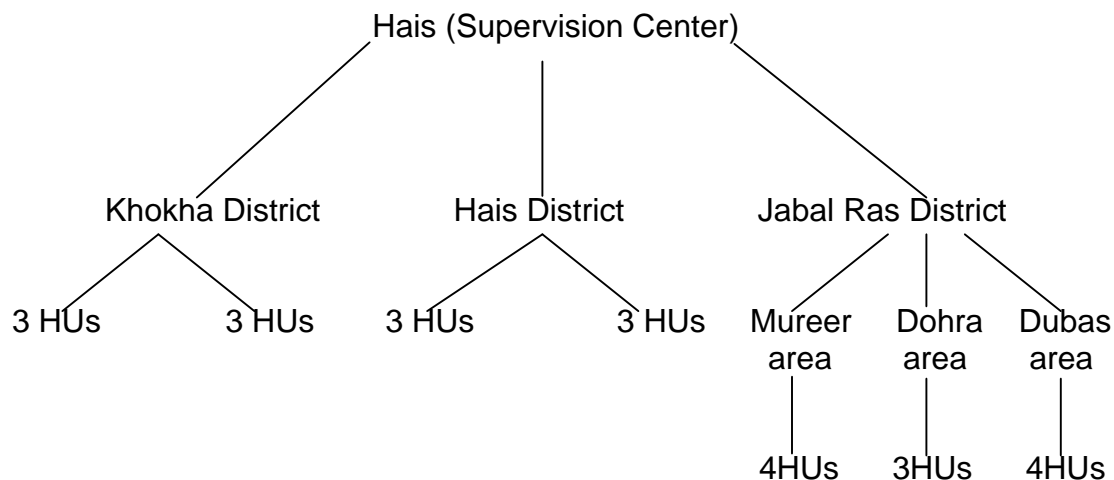 Hais (Supervision Center)
Khokha District
Hais District
Jabal Ras District
3 HUs
3 HUs
3 HUs
3 HUs
Mureer
area
Dohra
area
Dubas
area
4HUs
3HUs
4HUs